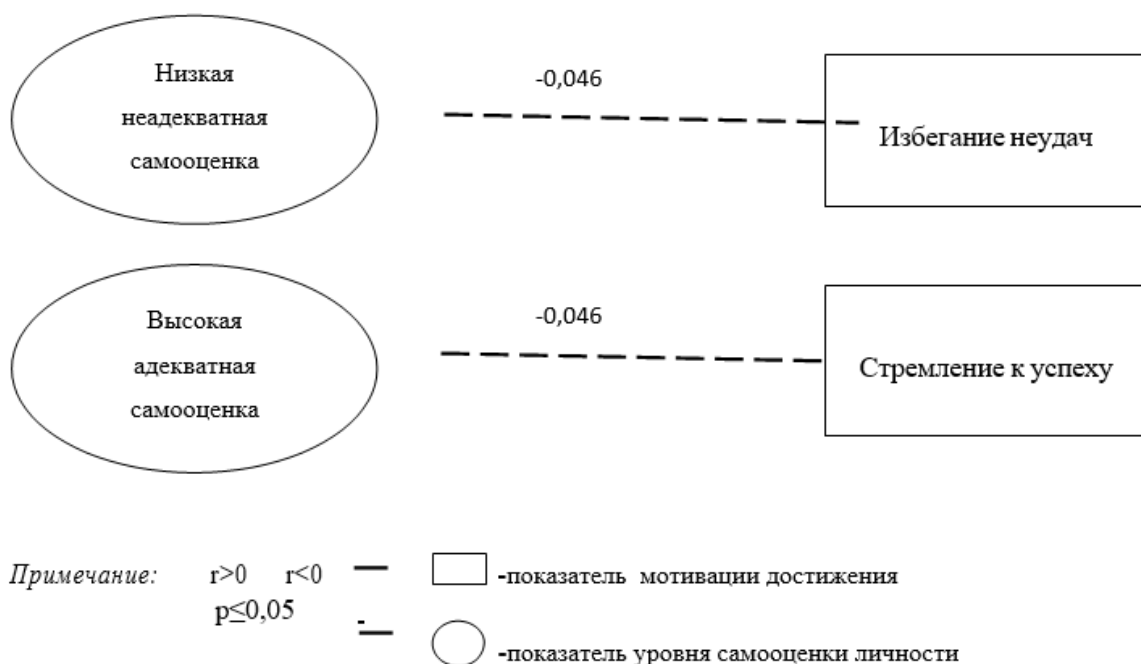 Низкая
неадекватная
самооценка
-0,046
Избегание неудач
Высокая
адекватная
самооценка
-0,046
Стремление к успеху
Примечание: r>0 r<0
p≤0,05
-показатель мотивации достижения
-показатель уровня самооценки личности